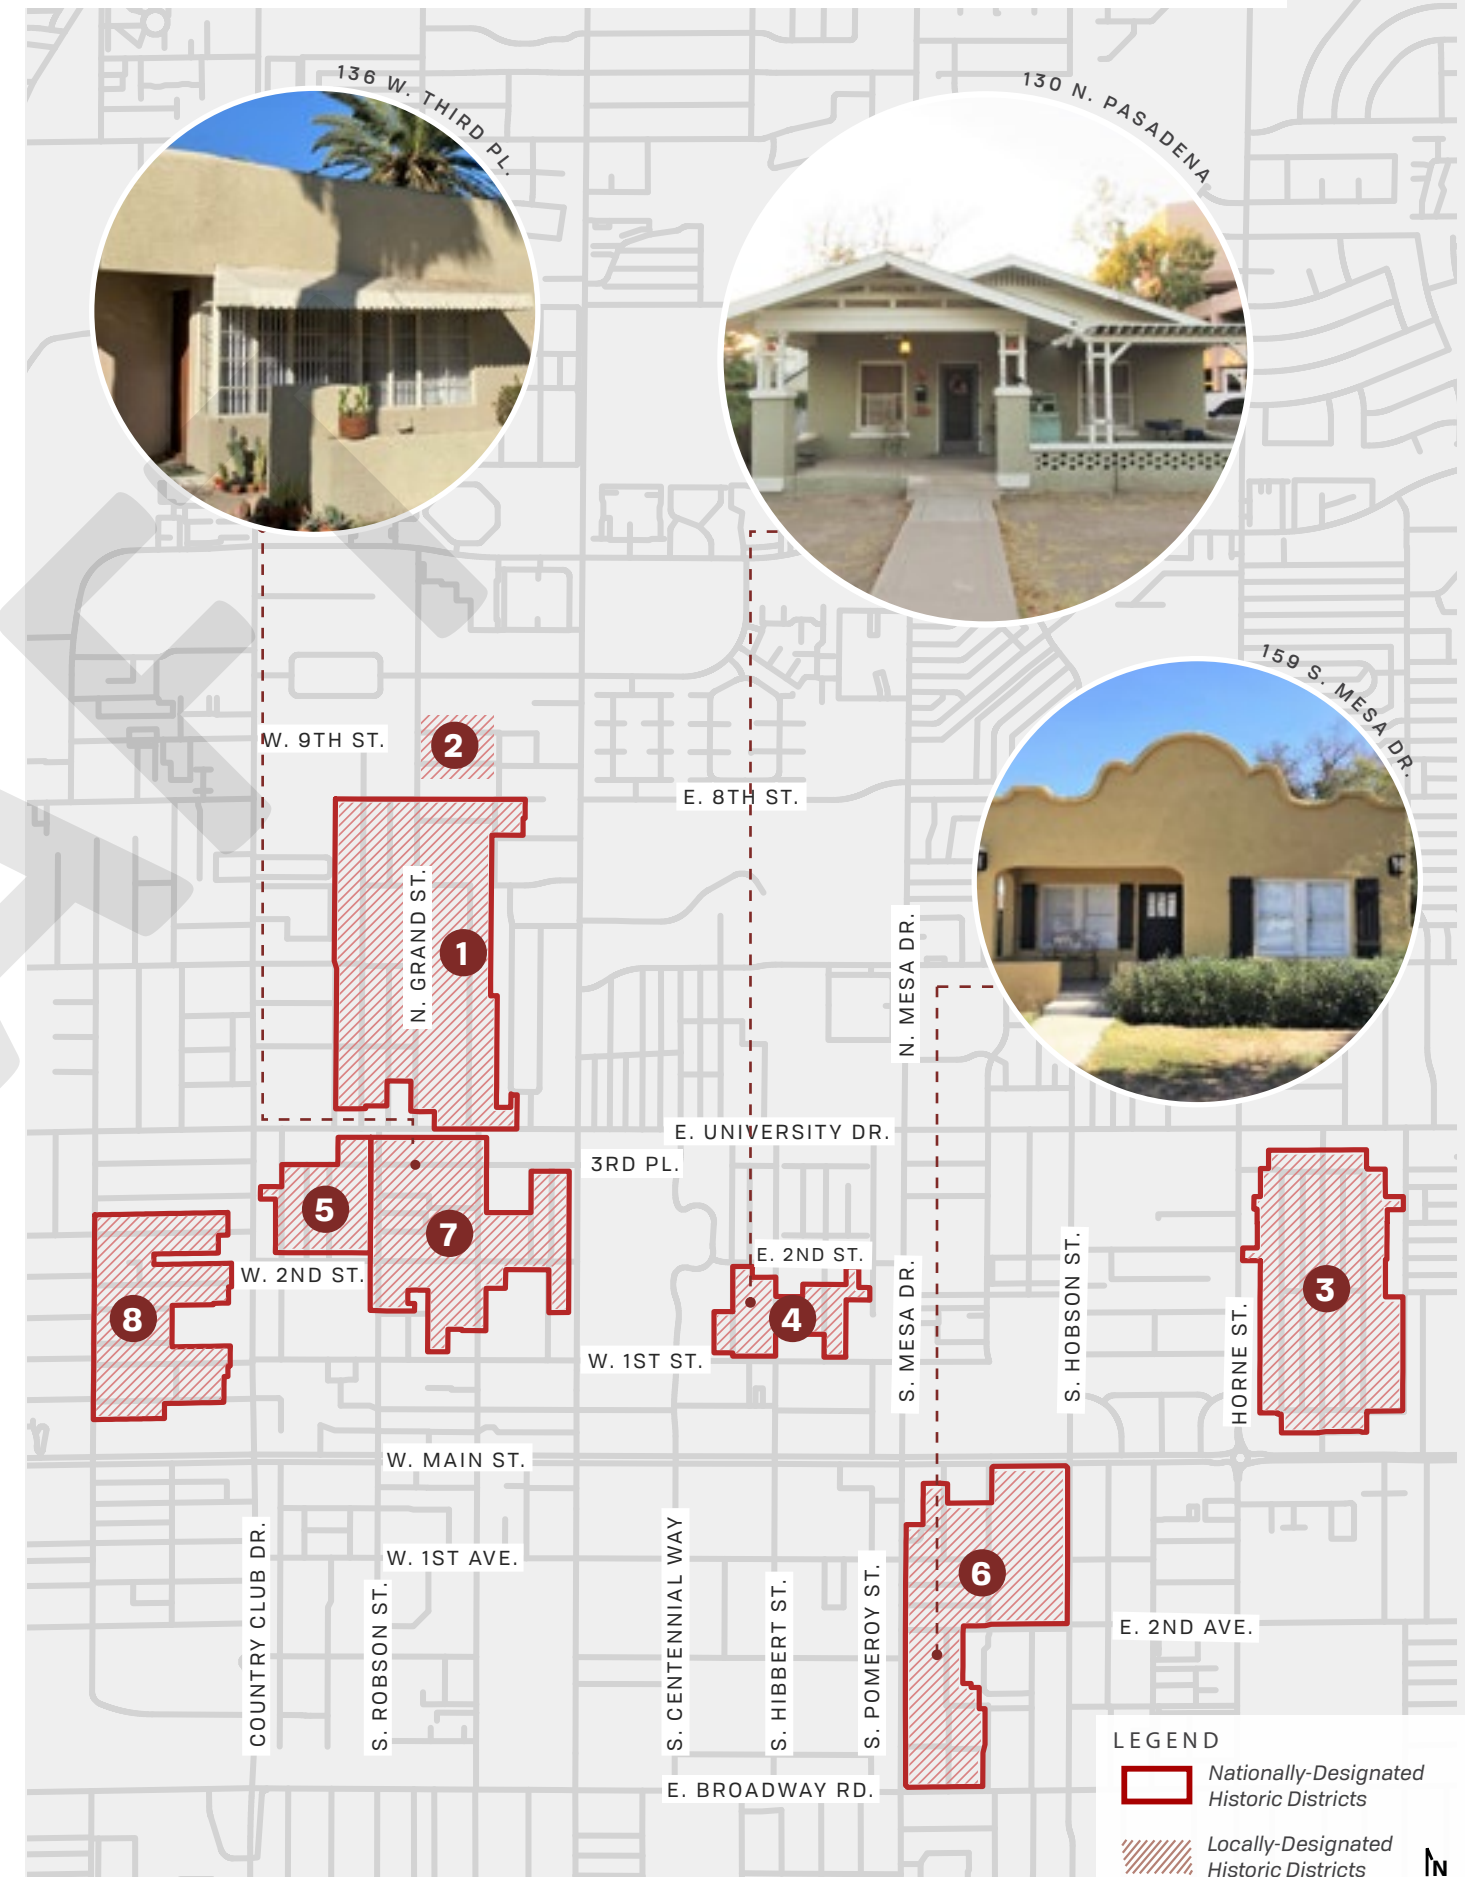 136 W. THIRD PL.
130 N. PASADENA
159 S. MESA DR.
W. 9TH ST.
2
E. 8TH ST.
N. GRAND ST.
1
N. MESA DR.
E. UNIVERSITY DR.
3RD PL.
5
7
W. 2ND ST.
8
E. 2ND ST.
4
W. 1ST ST.
S. MESA DR.
S. HOBSON ST.
HORNE ST.
3
W. MAIN ST.
W. 1ST AVE.
COUNTRY CLUB DR.
S. ROBSON ST.
S. CENTENNIAL WAY
S. HIBBERT ST.
S. POMEROY ST.
6
E. 2ND AVE.
E. BROADWAY RD.
LEGEND
Nationally-Designated
Historic Districts
Locally-Designated
Historic Districts
N